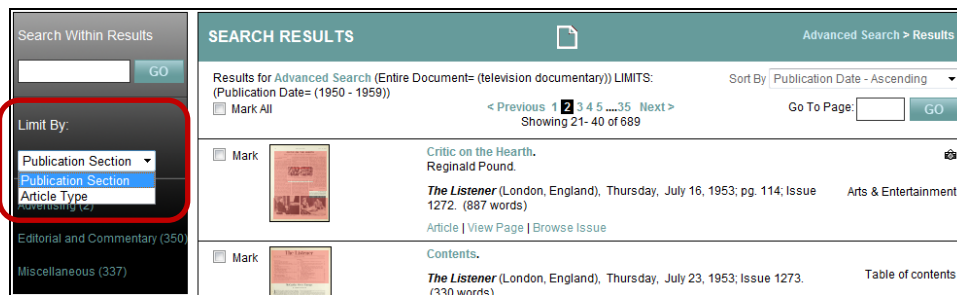 Search Within Results
GO
Limit By:
Publication Section
Publication Section
Article Type
Advertising (2)
Editorial and Commentary (350)
Miscellaneous (337)
SEARCH RESULTS
Advanced Search > Results
Results for Advanced Search (Entire Document= (television documentary)) LIMITS:
(Publication Date= (1950 - 1959))
Sort By Publication Date - Ascending
Mark All
< Previous 1 2 3 4 5 ....35 Next >
Showing 21- 40 of 689
Go To Page: GO
Mark
Critic on the Hearth.
Reginald Pound.
The Listener (London, England), Thursday, July 16, 1953; pg. 114; Issue
1272. (887 words)
Arts & Entertainment
Article | View Page | Browse Issue
Mark
Contents.
The Listener (London, England), Thursday, July 23, 1953; Issue 1273.
(330 words)
Table of contents